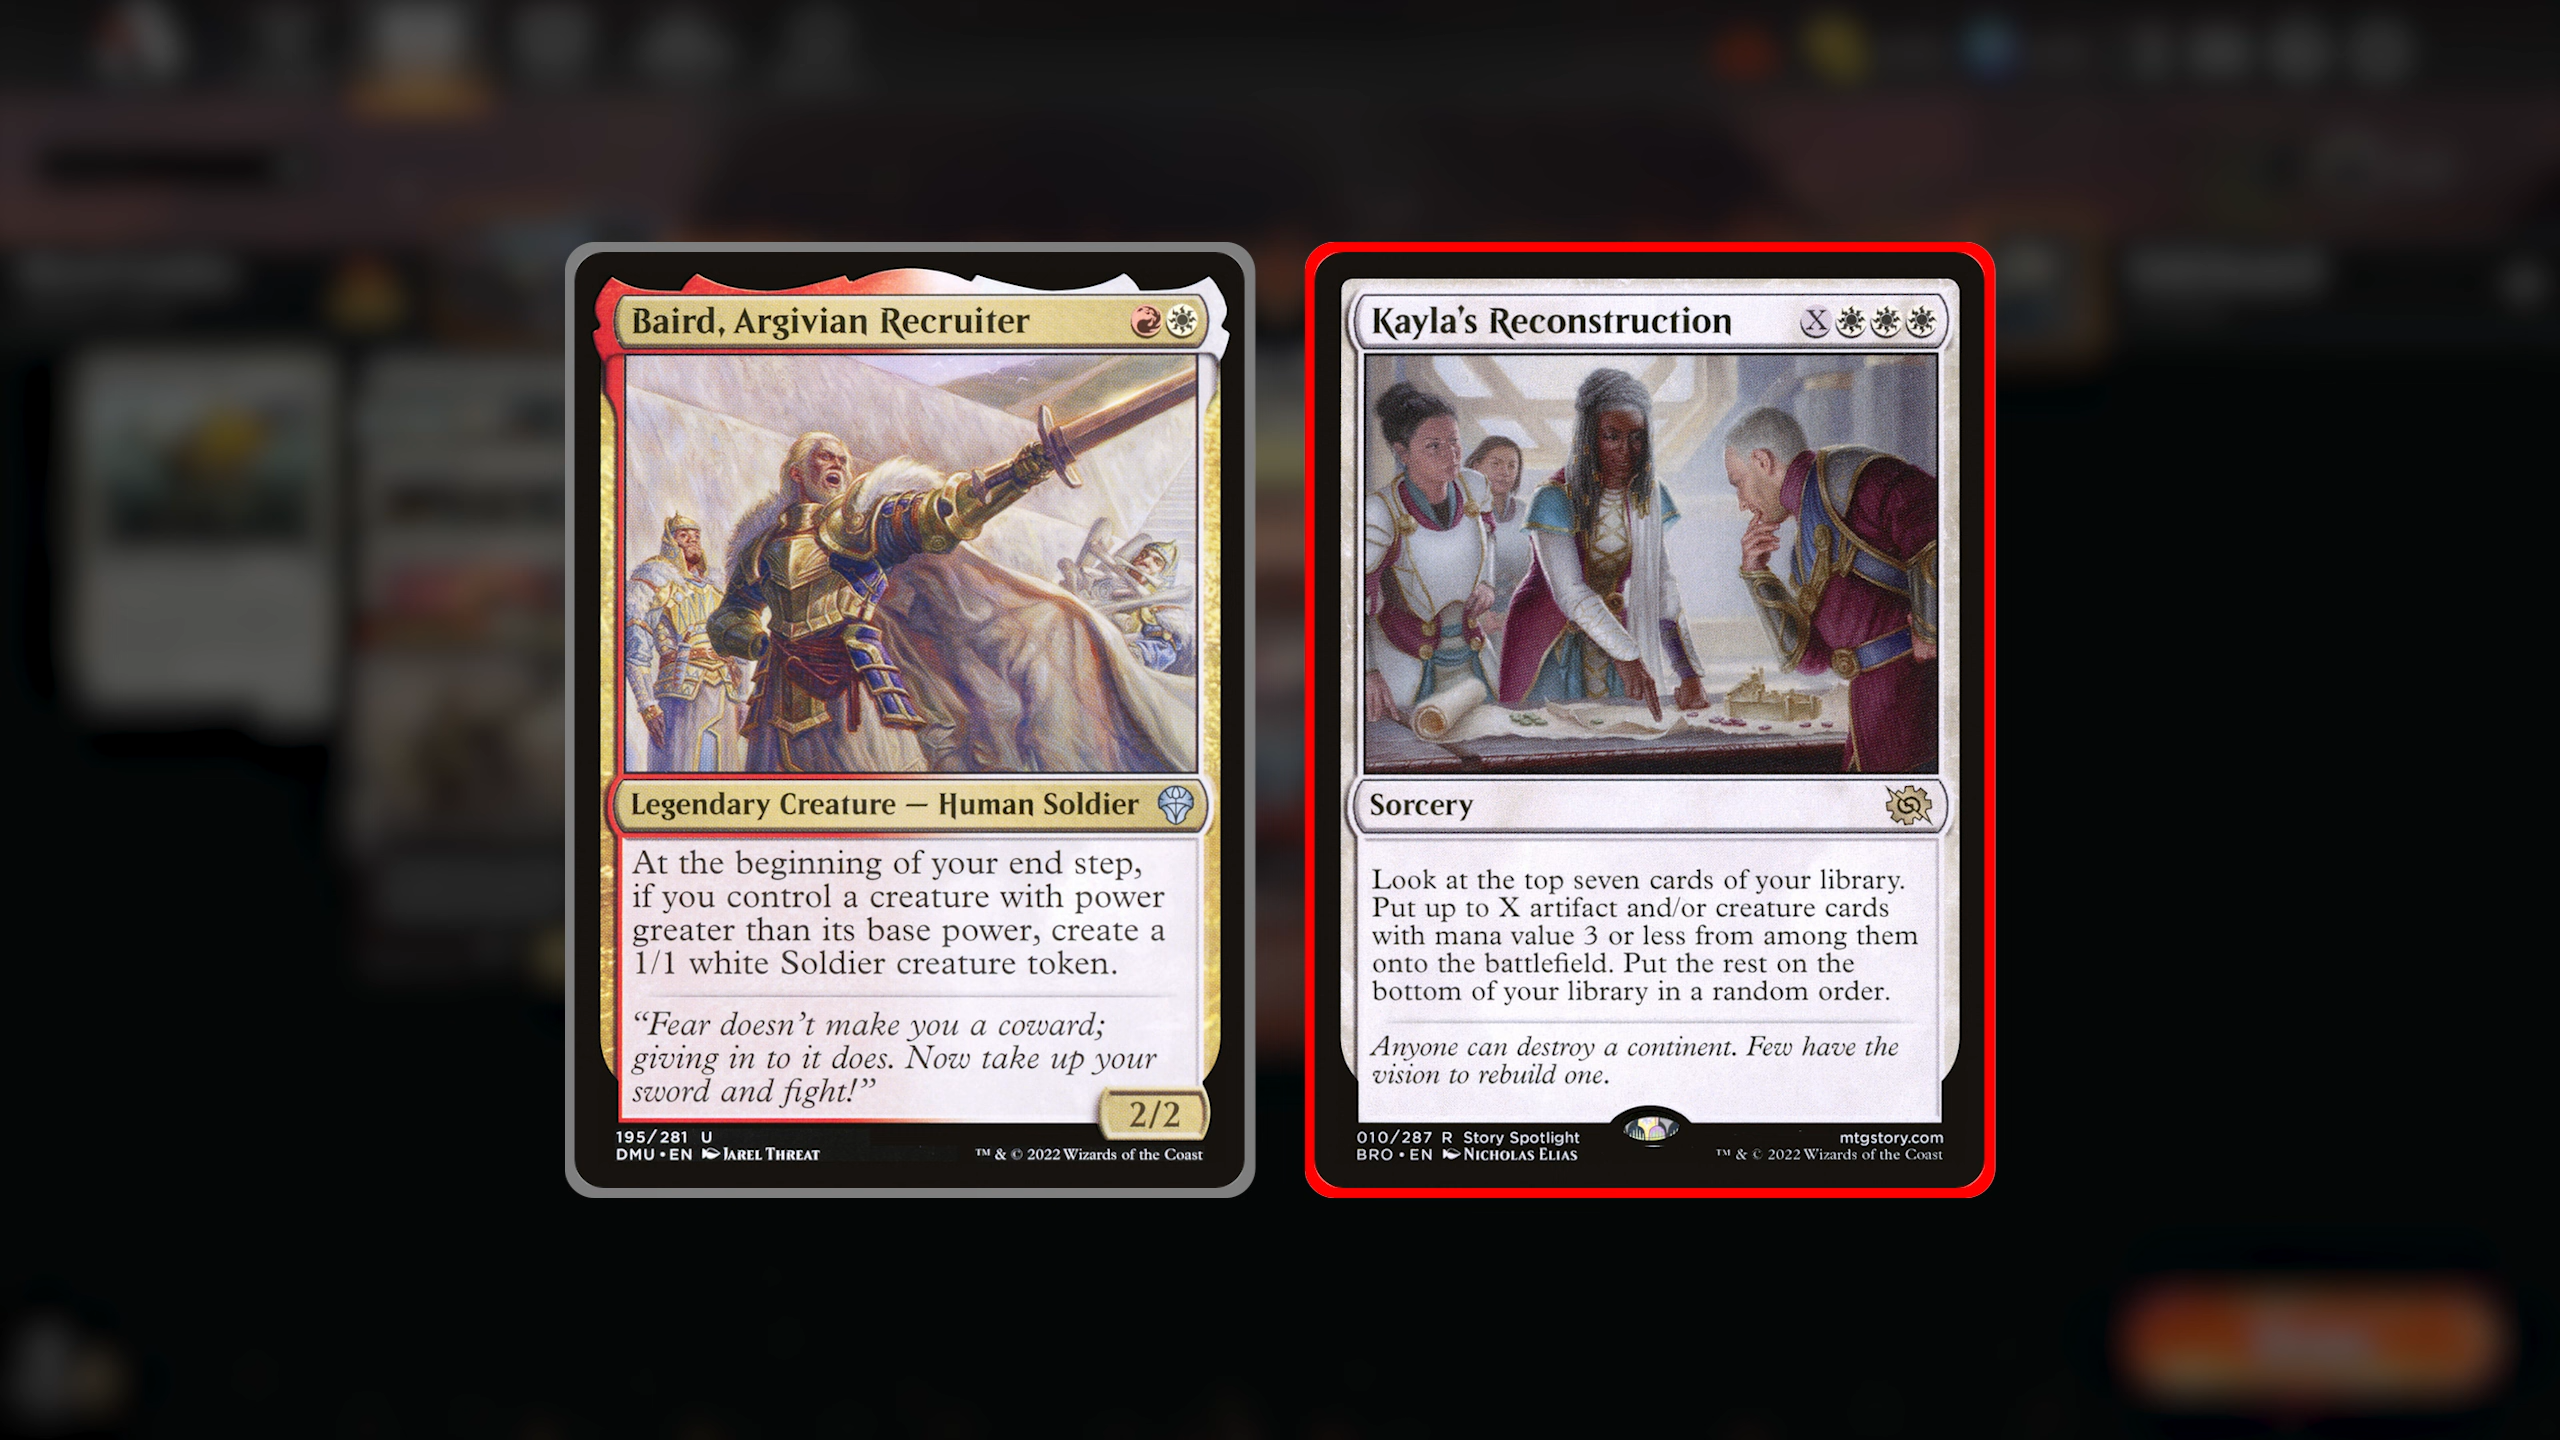 Baird, Argivian Recruiter
Legendary Creature — Human Soldier
At the beginning of your end step,
if you control a creature with power
greater than its base power, create a
1/1 white Soldier creature token.
“Fear doesn’t make you a coward;
giving in to it does. Now take up your
sword and fight!”
2/2
195/281 U
DMU • EN Jarel Threat
™ & © 2022 Wizards of the Coast
Kayla’s Reconstruction X
Sorcery
Look at the top seven cards of your library.
Put up to X artifact and/or creature cards
with mana value 3 or less from among them
onto the battlefield. Put the rest on the
bottom of your library in a random order.
Anyone can destroy a continent. Few have the
vision to rebuild one.
010/287 R Story Spotlight
mtgstory.com
BRO • EN Nicholas Elias
™ & © 2022 Wizards of the Coast